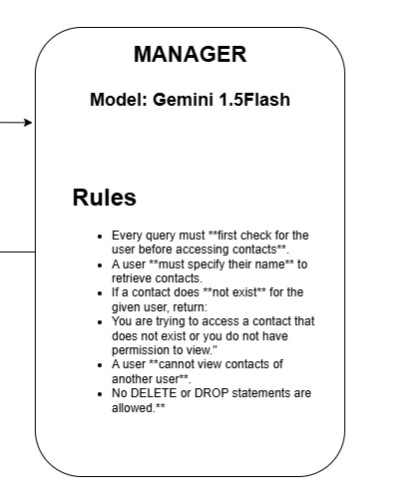 MANAGER
Model: Gemini 1.5Flash
Rules
• Every query must **first check for the
user before accessing contacts**.
• A user **must specify their name** to
retrieve contacts.
• If a contact does **not exist** for the
given user, return:
• You are trying to access a contact that
does not exist or you do not have
permission to view."
• A user **cannot view contacts of
another user**.
• No DELETE or DROP statements are
allowed.**